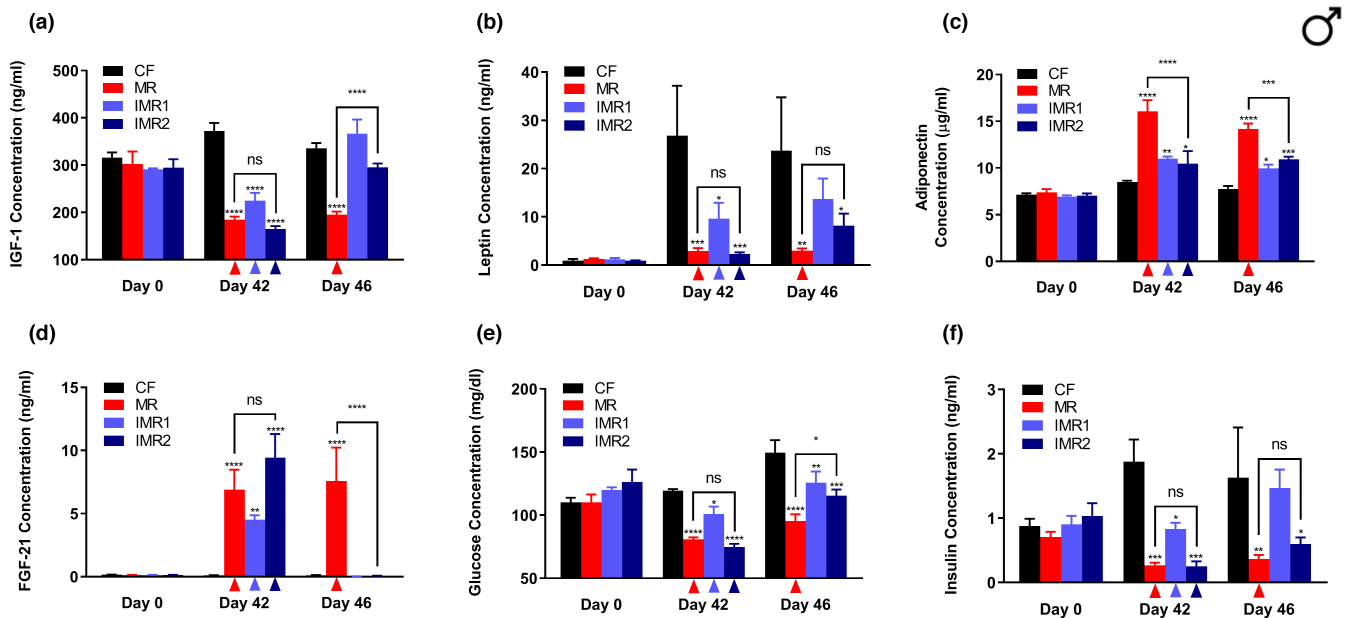 (a)
IGF-1 Concentration (ng/ml)
500
400
300
200
100
CF
MR
IMR1
IMR2
****
ns
****
****
****
****
Day 0
Day 42
Day 46
(b)
Leptin Concentration (ng/ml)
40
30
20
10
0
CF
MR
IMR1
IMR2
ns
ns
***
*
***
**
*
Day 0
Day 42
Day 46
(c)
Adiponectin
Concentration (µg/ml)
20
15
10
5
0
CF
MR
IMR1
IMR2
****
***
****
**
*
****
*
***
Day 0
Day 42
Day 46
(d)
FGF-21 Concentration (ng/ml)
15
10
5
0
CF
MR
IMR1
IMR2
ns
****
****
**
****
****
Day 0
Day 42
Day 46
(e)
Glucose Concentration (mg/dl)
200
150
100
50
CF
MR
IMR1
IMR2
ns
*
****
*
****
****
**
***
Day 0
Day 42
Day 46
(f)
Insulin Concentration (ng/ml)
3
2
1
0
CF
MR
IMR1
IMR2
ns
ns
***
*
***
**
*
Day 0
Day 42
Day 46